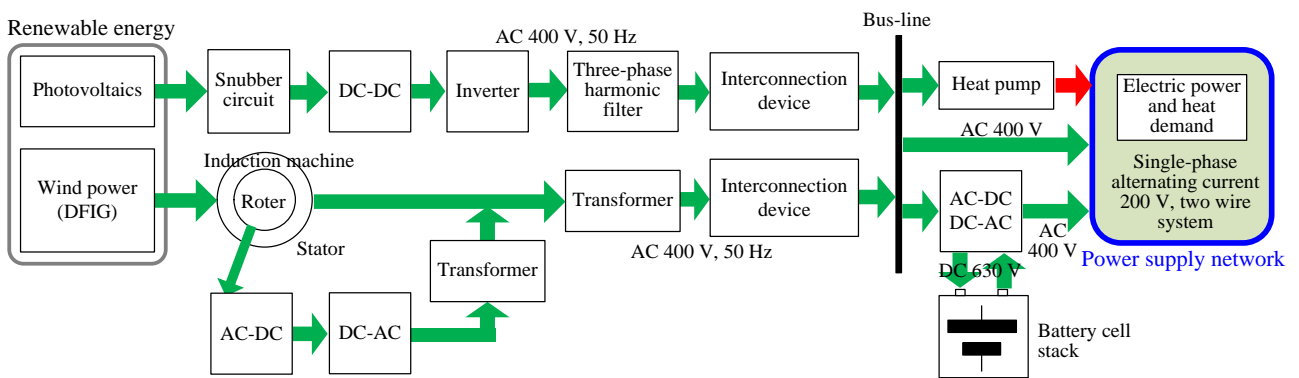 Renewable energy
Photovoltaics
Wind power
(DFIG)
Snubber
circuit
DC-DC
Inverter
AC 400 V, 50 Hz
Three-phase
harmonic
filter
Interconnection
device
Bus-line
Heat pump
Electric power
and heat
demand
AC 400 V
Single-phase
alternating current
200 V, two wire
system
Power supply network
Induction machine
Roter
Stator
Transformer
Interconnection
device
AC 400 V, 50 Hz
AC-DC
DC-AC
AC
400 V
DC 630 V
Transformer
AC-DC
DC-AC
Battery cell
stack